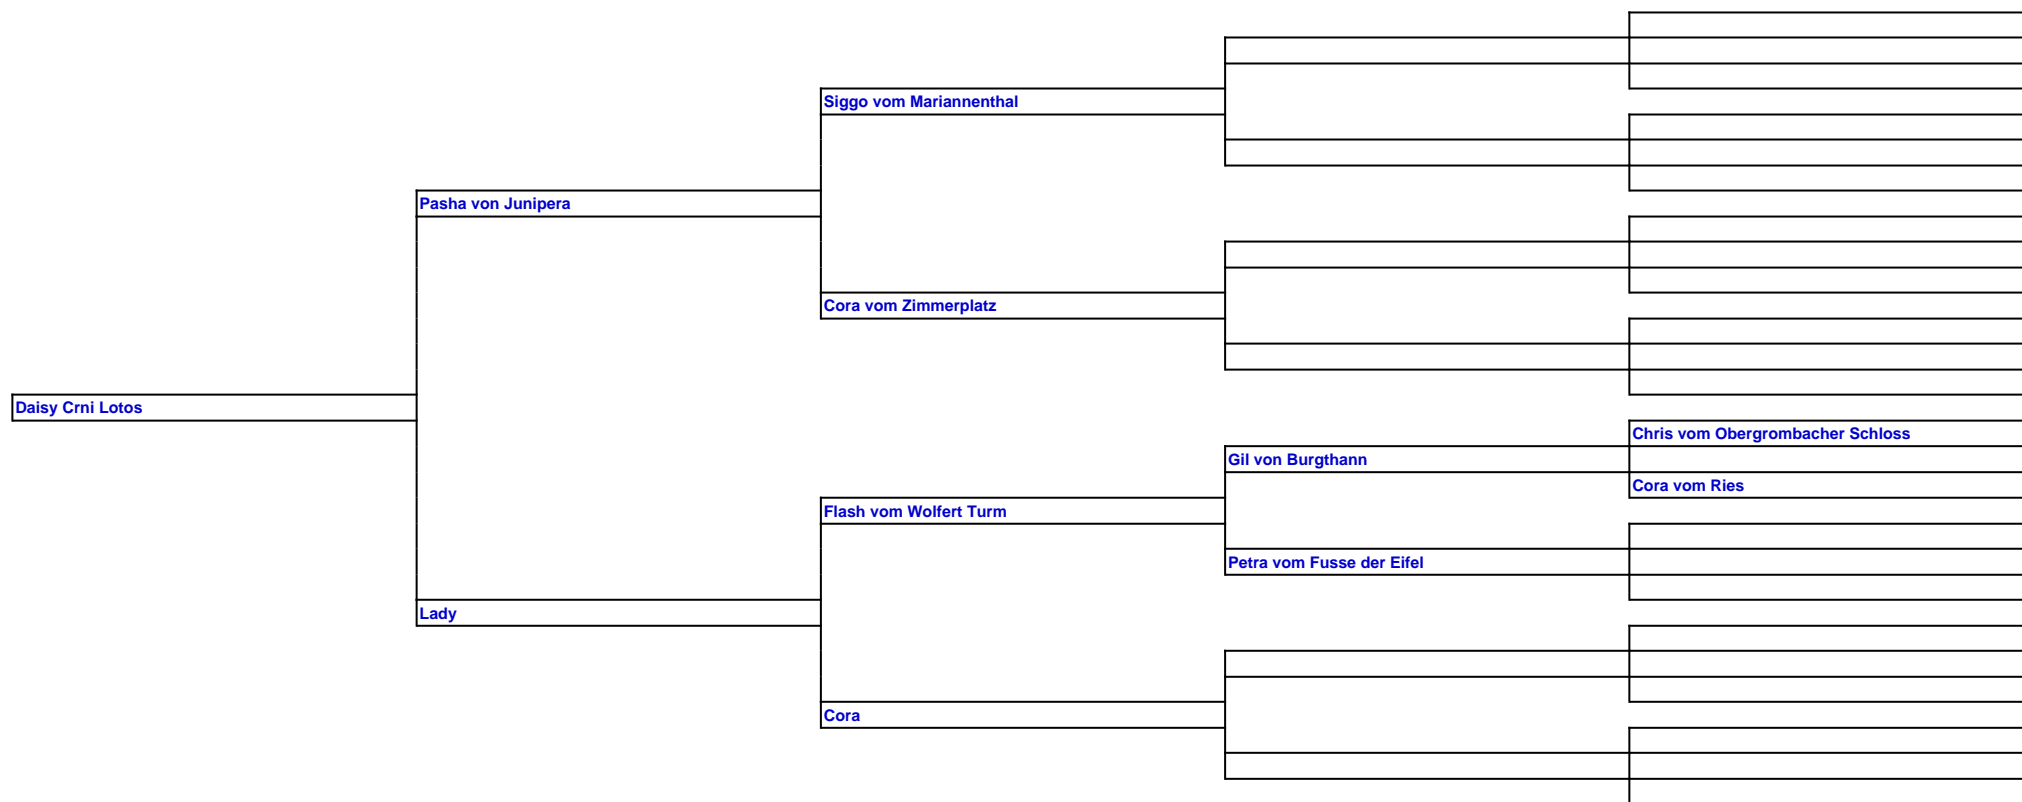 Siggo vom Mariannenthal
Pasha von Junipera
Cora vom Zimmerplatz
Daisy Crni Lotos
Chris vom Obergrombacher Schloss
Gil von Burgthann
Cora vom Ries
Flash vom Wolfert Turm
Petra vom Fusse der Eifel
Lady
Cora